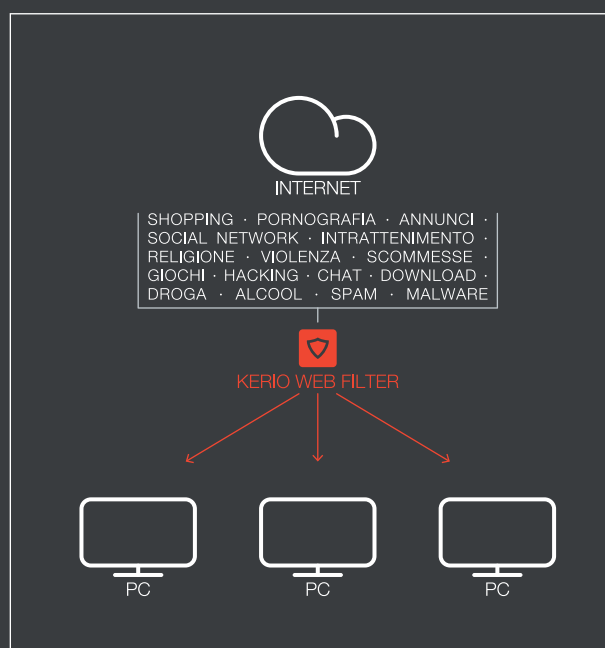 INTERNET
SHOPPING · PORNOGRAFIA · ANNUNCI ·
SOCIAL NETWORK · INTRATTENIMENTO ·
RELIGIONE · VIOLENZA · SCOMMESSE ·
GIOCHI · HACKING · CHAT · DOWNLOAD ·
DROGA · ALCOOL · SPAM · MALWARE
KERIO WEB FILTER
PC PC PC